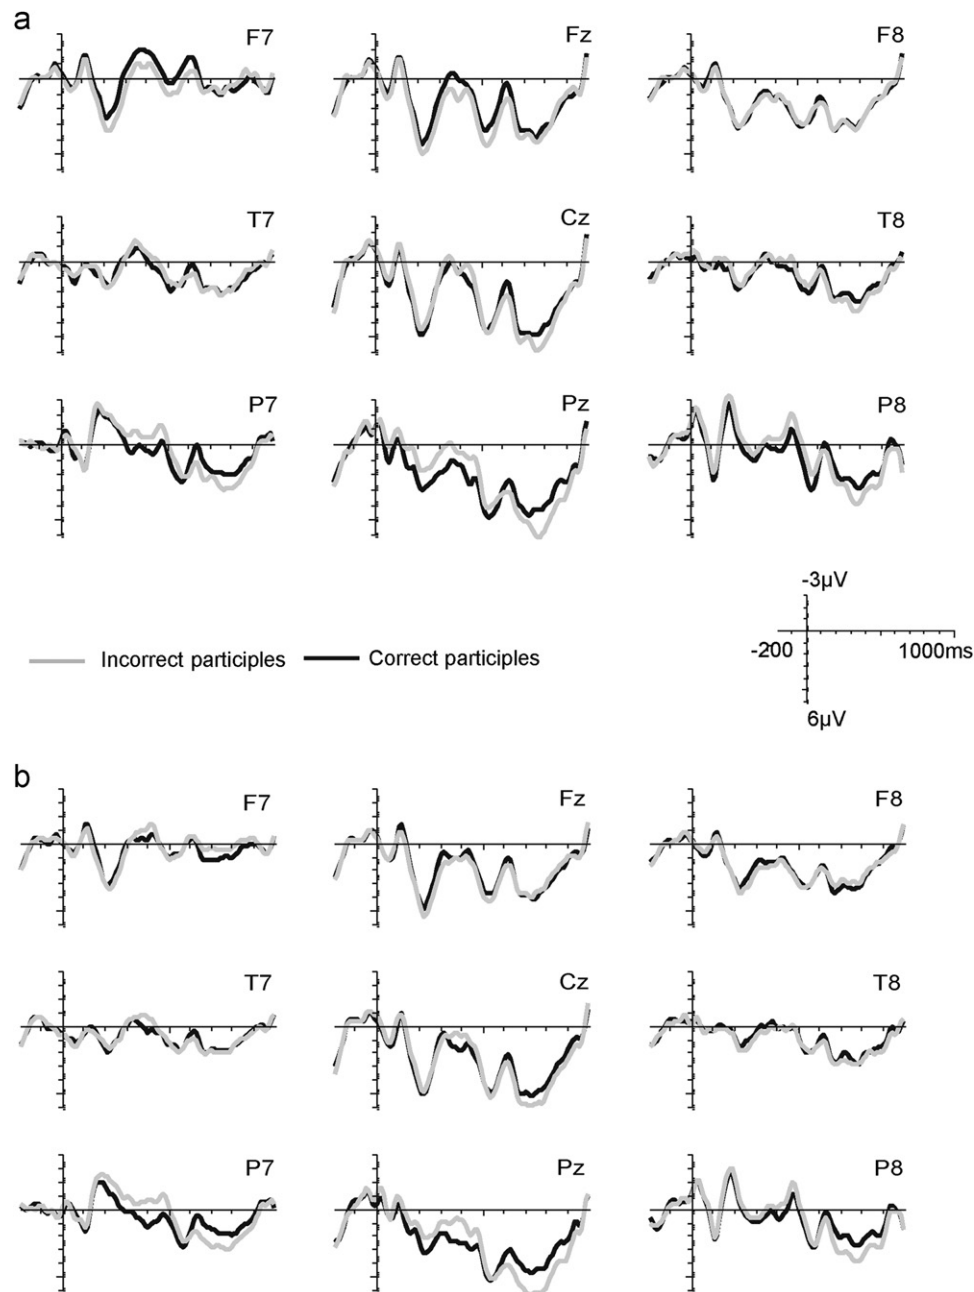 a
F7 Fz F8
T7 Cz T8
P7 Pz P8
-3µV
-200 1000ms
6µV
Incorrect participles Correct participles
b
F7 Fz F8
T7 Cz T8
P7 Pz P8